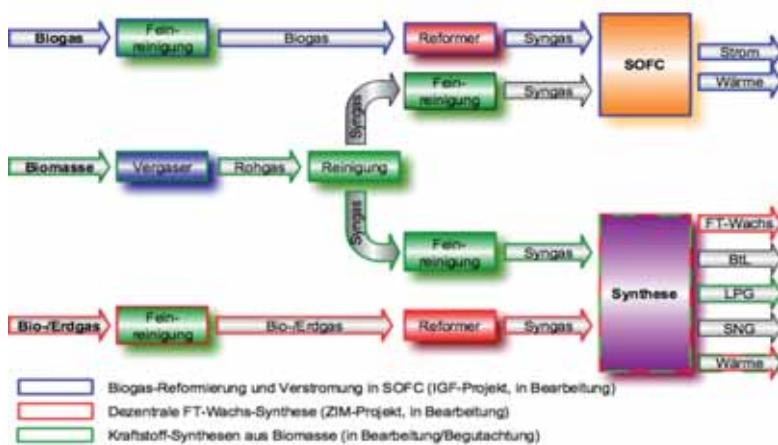 Biogas
Fein-
reinigung
Biogas
Reformer
Syngas
SOFC
Strom
Wärme
Syngas
Fein-
reinigung
Syngas
Biomasse
Vergaser
Rohgas
Reinigung
Syngas
Fein-
reinigung
Syngas
Synthese
FT-Wachs
BtL
LPG
SNG
Wärme
Bio-/Erdgas
Fein-
reinigung
Bio-/Erdgas
Reformer
Syngas
Biogas-Reformierung und Verstromung in SOFC (IGF-Projekt, in Bearbeitung)
Dezentrale FT-Wachs-Synthese (ZIM-Projekt, in Bearbeitung)
Kraftstoff-Synthesen aus Biomasse (in Bearbeitung/Begutachtung)